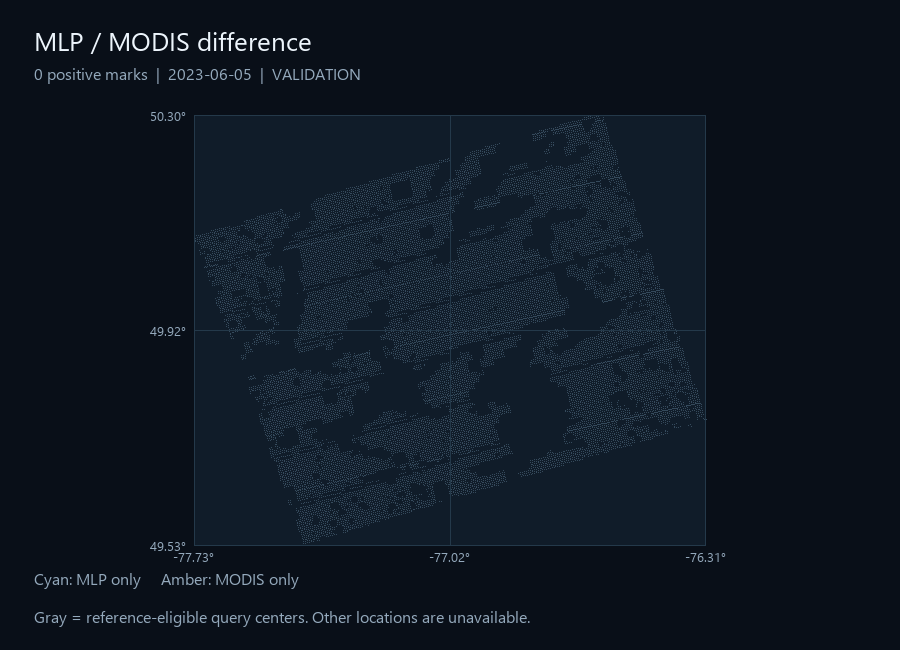 MLP / MODIS difference
0 positive marks | 2023-06-05 | VALIDATION
50.30°
49.92°
49.53°
-77.73°
-77.02°
-76.31°
Cyan: MLP only
Amber: MODIS only
Gray = reference-eligible query centers. Other locations are unavailable.